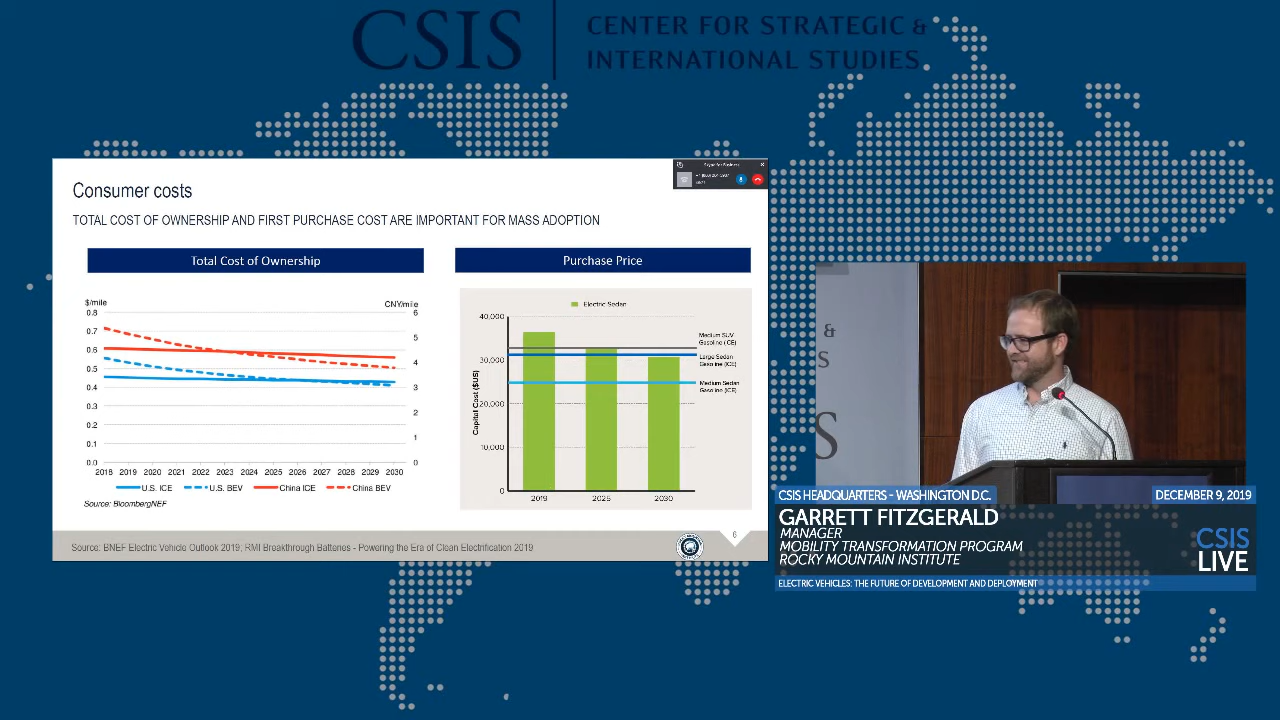 CSIS
CENTER FOR STRATEGIC &
INTERNATIONAL STUDIES
Skype for Business
Consumer costs
TOTAL COST OF OWNERSHIP AND FIRST PURCHASE COST ARE IMPORTANT FOR MASS ADOPTION
Total Cost of Ownership
Purchase Price
$/mile
CNY/mile
0.8
0.7
0.6
0.5
0.4
0.3
0.2
0.1
0.0
6
5
4
3
2
1
0
2018 2019 2020 2021 2022 2023 2024 2025 2026 2027 2028 2029 2030
U.S. ICE U.S. BEV China ICE China BEV
Source: BloombergNEF
Electric Sedan
Capital Cost ($US)
40,000
30,000
20,000
10,000
0
2019 2025 2030
Medium SUV
Gasoline (ICE)
Large Sedan
Gasoline (ICE)
Medium Sedan
Gasoline (ICE)
6
Source: BNEF Electric Vehicle Outlook 2019; RMI Breakthrough Batteries - Powering the Era of Clean Electrification 2019
&
S
S
CSIS HEADQUARTERS - WASHINGTON D.C.
DECEMBER 9, 2019
GARRETT FITZGERALD
MANAGER
MOBILITY TRANSFORMATION PROGRAM
ROCKY MOUNTAIN INSTITUTE
CSIS
LIVE
ELECTRIC VEHICLES: THE FUTURE OF DEVELOPMENT AND DEPLOYMENT